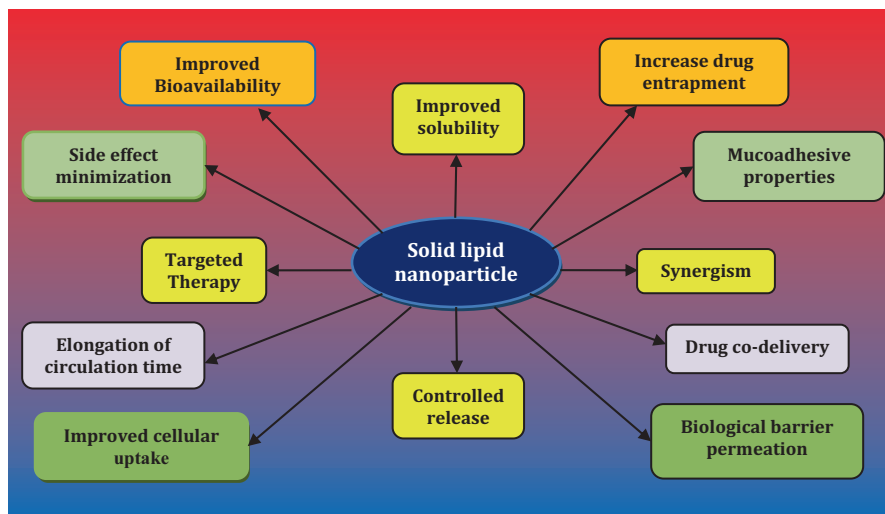 Improved
Bioavailability
Improved
solubility
Increase drug
entrapment
Side effect
minimization
Mucoadhesive
properties
Solid lipid
nanoparticle
Targeted
Therapy
Synergism
Elongation of
circulation time
Drug co-delivery
Controlled
release
Improved cellular
uptake
Biological barrier
permeation